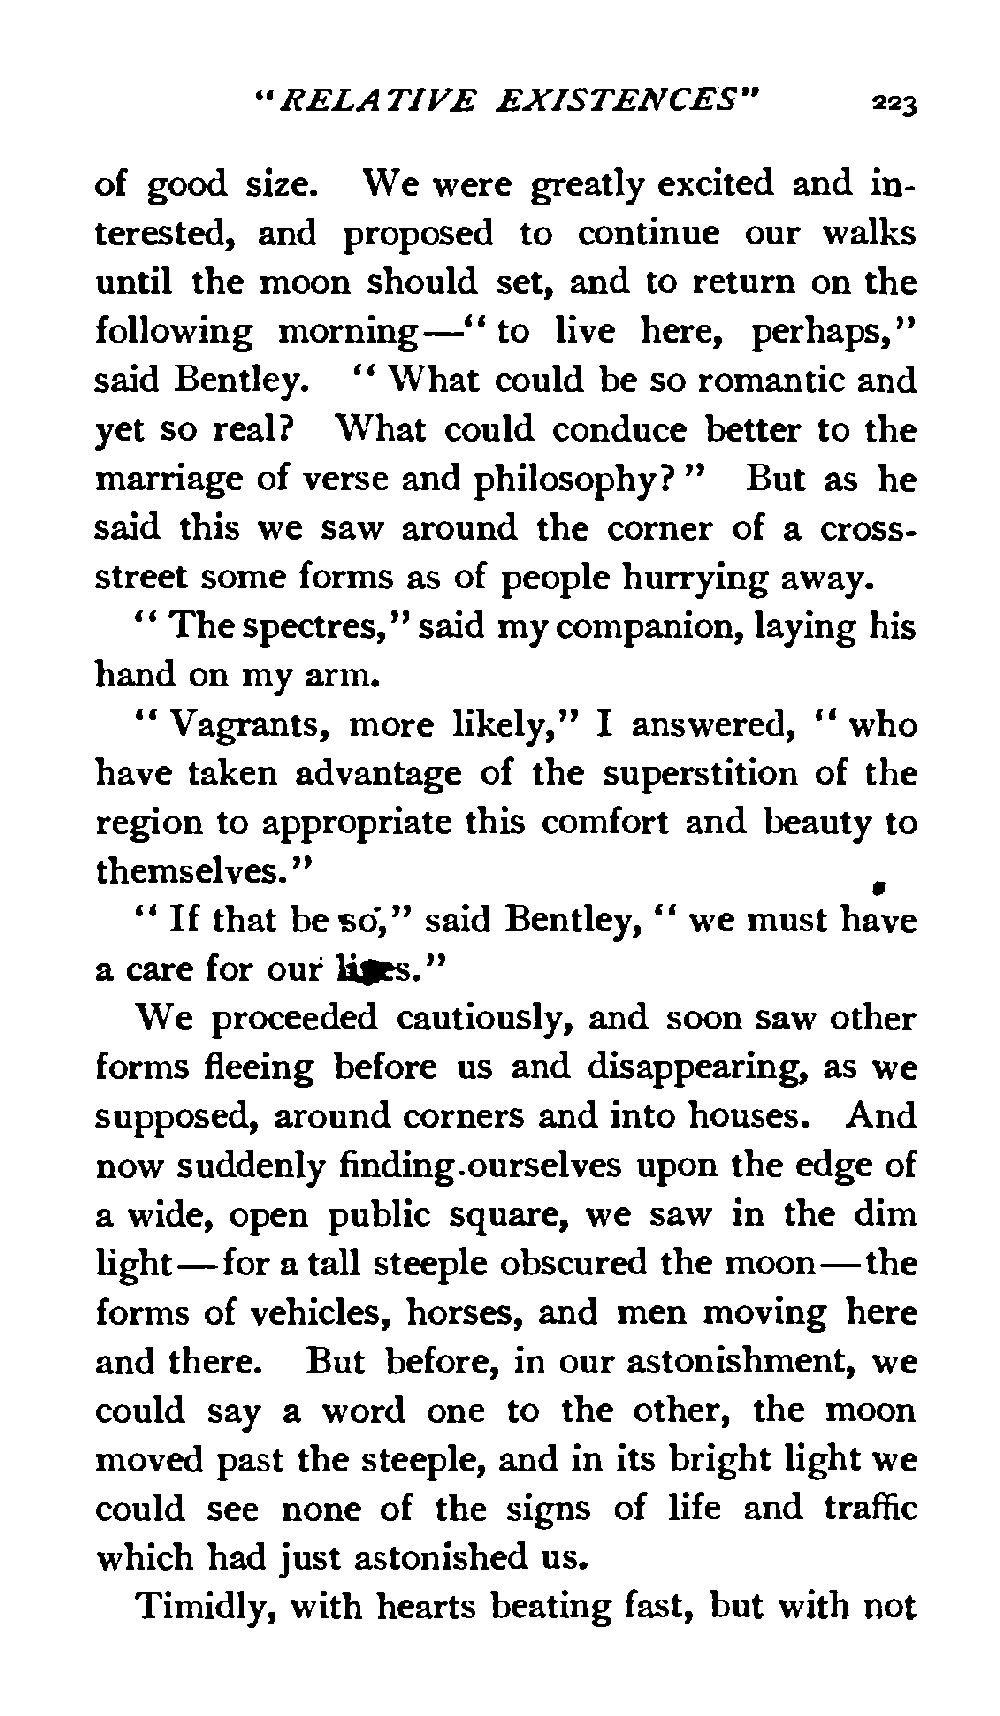 "RELATIVE EXISTENCES" 223
of good size. We were greatly excited and in-
terested, and proposed to continue our walks
until the moon should set, and to return on the
following morning—"to live here, perhaps,"
said Bentley. "What could be so romantic and
yet so real? What could conduce better to the
marriage of verse and philosophy?" But as he
said this we saw around the corner of a cross-
street some forms as of people hurrying away.
"The spectres," said my companion, laying his
hand on my arm.
"Vagrants, more likely," I answered, "who
have taken advantage of the superstition of the
region to appropriate this comfort and beauty to
themselves."
"If that be so," said Bentley, "we must have
a care for our."
We proceeded cautiously, and soon saw other
forms fleeing before us and disappearing, as we
supposed, around corners and into houses. And
now suddenly finding ourselves upon the edge of
a wide, open public square, we saw in the dim
light—for a tall steeple obscured the moon—the
forms of vehicles, horses, and men moving here
and there. But before, in our astonishment, we
could say a word one to the other, the moon
moved past the steeple, and in its bright light we
could see none of the signs of life and traffic
which had just astonished us.
Timidly, with hearts beating fast, but with not